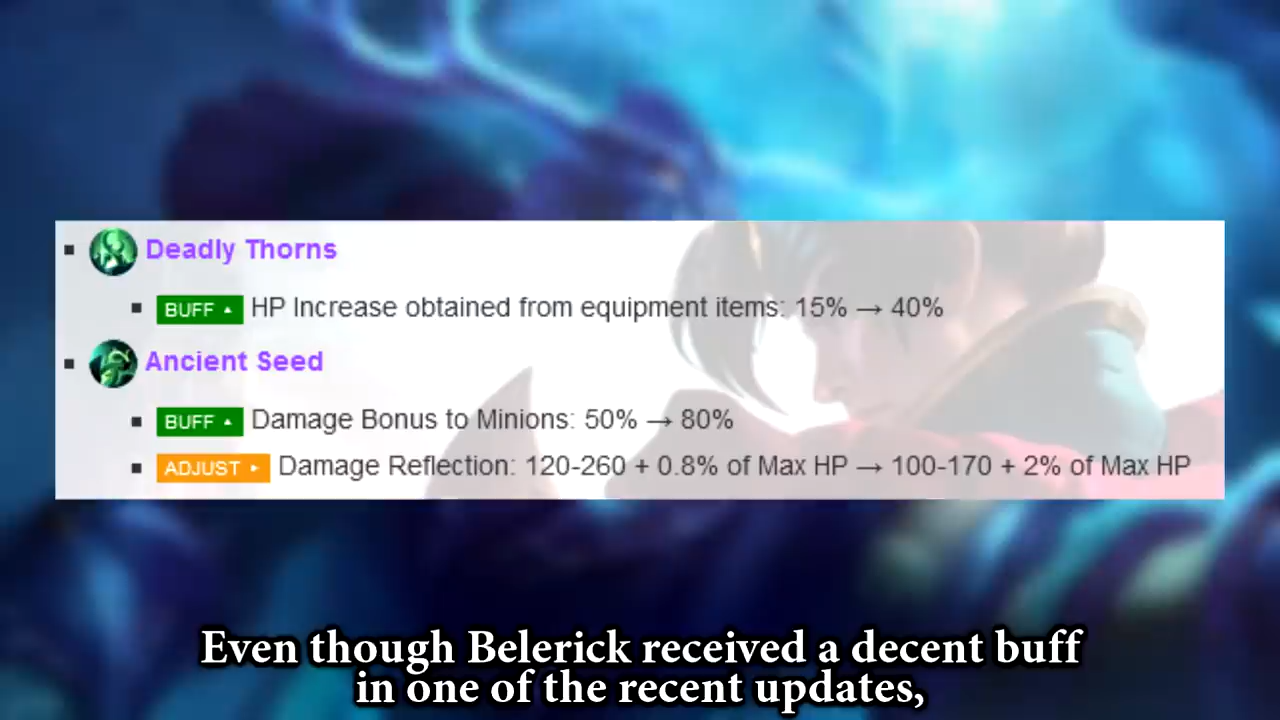 Deadly Thorns
BUFF HP Increase obtained from equipment items: 15% → 40%
Ancient Seed
BUFF Damage Bonus to Minions: 50% → 80%
ADJUST Damage Reflection: 120-260 + 0.8% of Max HP → 100-170 + 2% of Max HP
Even though Belerick received a decent buff
in one of the recent updates,